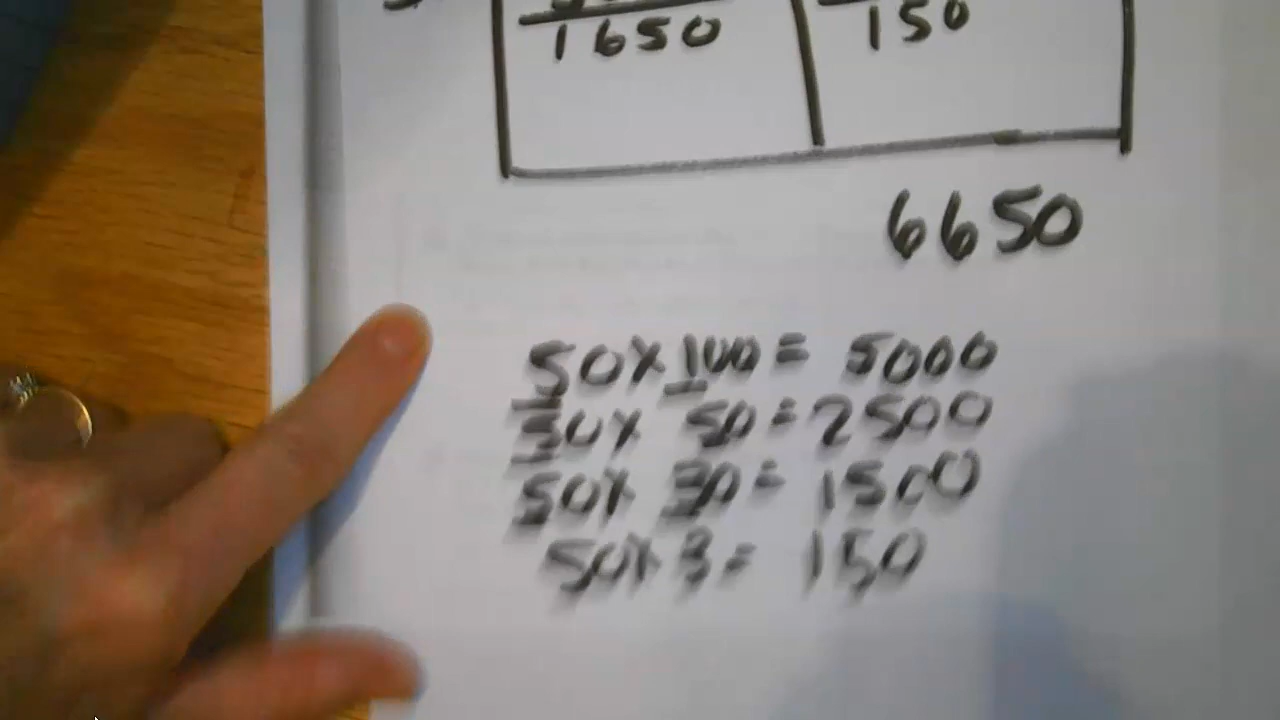 1650
150
6650
50x100 = 5000
50x 50 = 2500
50x 30 = 1500
50x 3 = 150